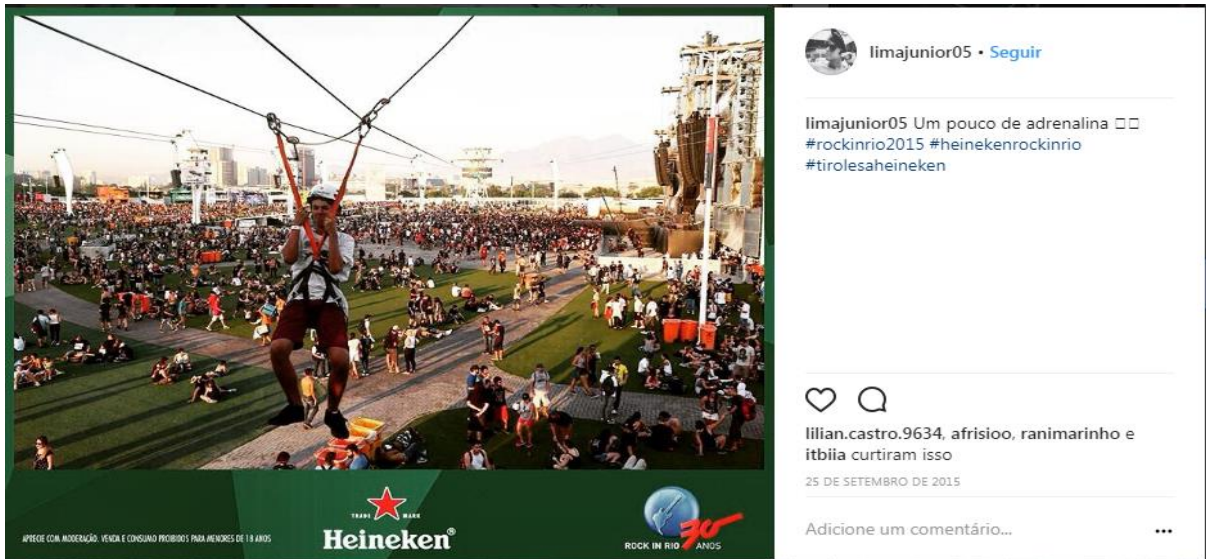 limajunior05 • Seguir
limajunior05 Um pouco de adrenalina
#rockinrio2015 #heinekenrockinrio
#tirolesaheineken
lilian.castro.9634, afrisioo, ranimarinho e
itbiia curtiram isso
25 DE SETEMBRO DE 2015
Adicione um comentário...
APRECIE COM MODERAÇÃO. VENDA E CONSUMO PROIBIDOS PARA MENORES DE 18 ANOS
TRADE MARK
Heineken®
ROCK IN RIO 30 ANOS